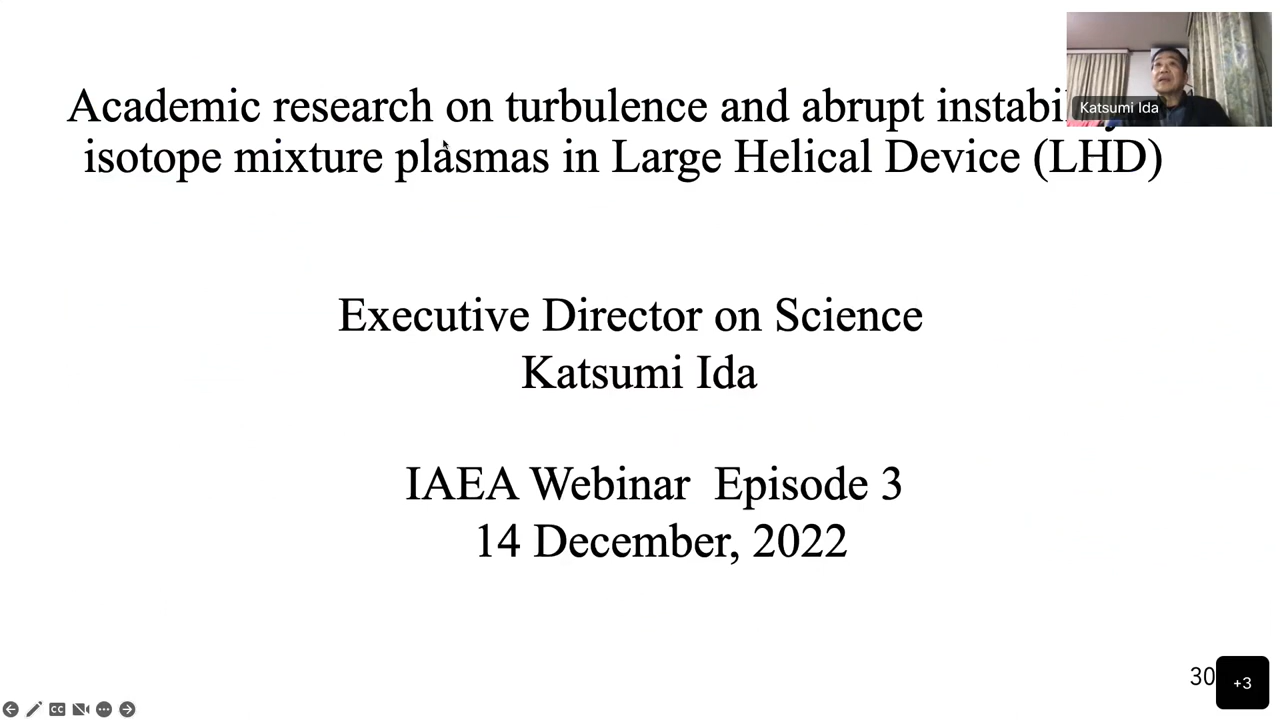 Academic research on turbulence and abrupt
isotope mixture plasmas in Large Helical Device (LHD)
Katsumi Ida
Executive Director on Science
Katsumi Ida
IAEA Webinar Episode 3
14 December, 2022
30
+3
CC